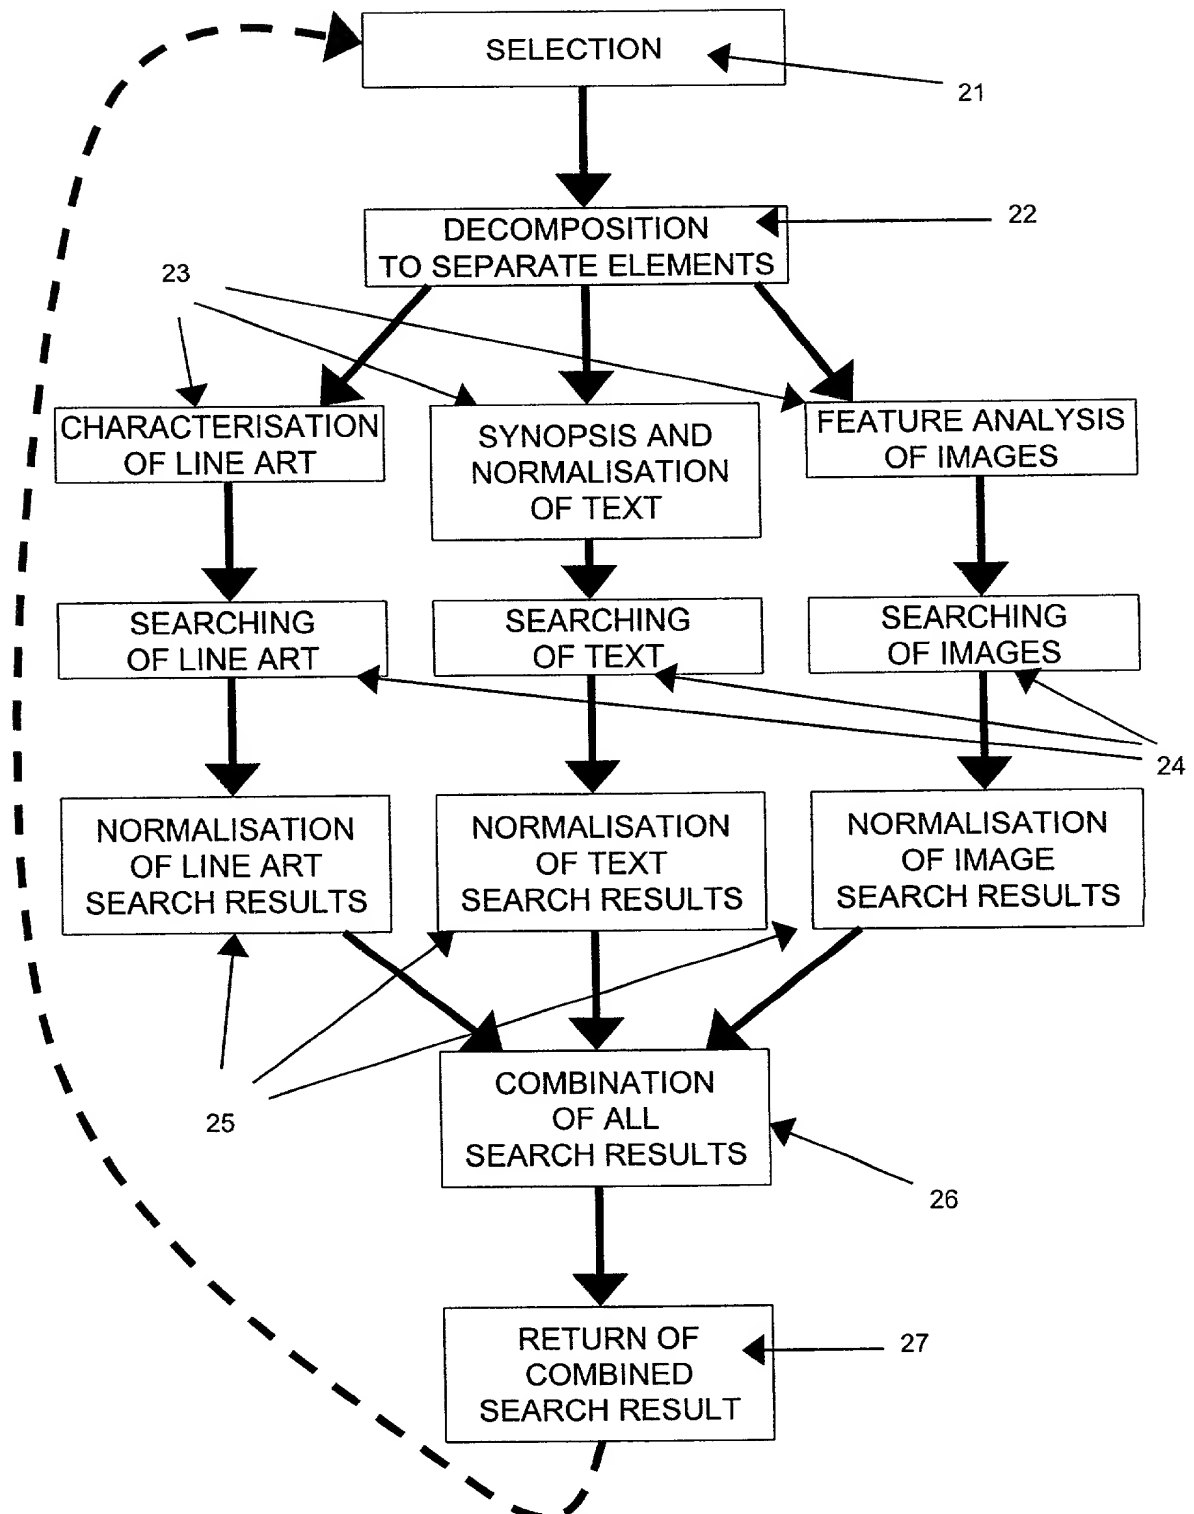 SELECTION
21
DECOMPOSITION
TO SEPARATE ELEMENTS
22
23
CHARACTERISATION
OF LINE ART
SYNOPSIS AND
NORMALISATION
OF TEXT
FEATURE ANALYSIS
OF IMAGES
SEARCHING
OF LINE ART
SEARCHING
OF TEXT
SEARCHING
OF IMAGES
24
NORMALISATION
OF LINE ART
SEARCH RESULTS
NORMALISATION
OF TEXT
SEARCH RESULTS
NORMALISATION
OF IMAGE
SEARCH RESULTS
25
COMBINATION
OF ALL
SEARCH RESULTS
26
RETURN OF
COMBINED
SEARCH RESULT
27